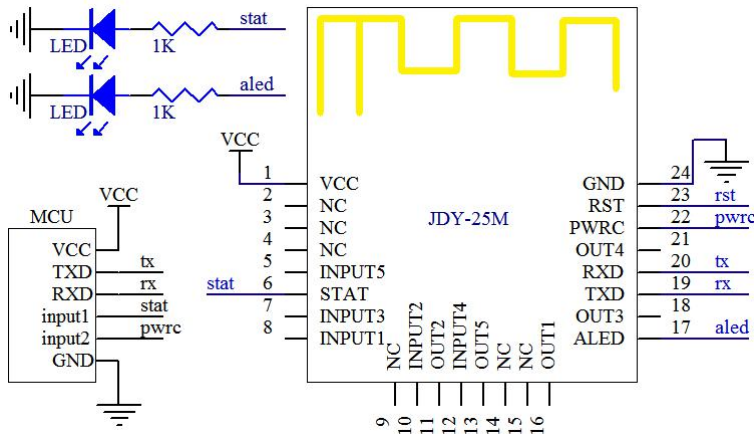 LED
1K
stat
LED
1K
aled
VCC
1 VCC
2 NC
3 NC
4 NC
5 INPUT5
stat 6 STAT
7 INPUT3
8 INPUT1
JDY-25M
GND 24
RST 23 rst
PWRC 22 pwrc
OUT4 21
RXD 20 tx
TXD 19 rx
OUT3 18
ALED 17 aled
NC 9
INPUT2 10
OUT2 11
INPUT4 12
OUT5 13
NC 14
NC 15
OUT1 16
VCC
MCU
VCC
TXD tx
RXD rx
input1 stat
input2 pwrc
GND